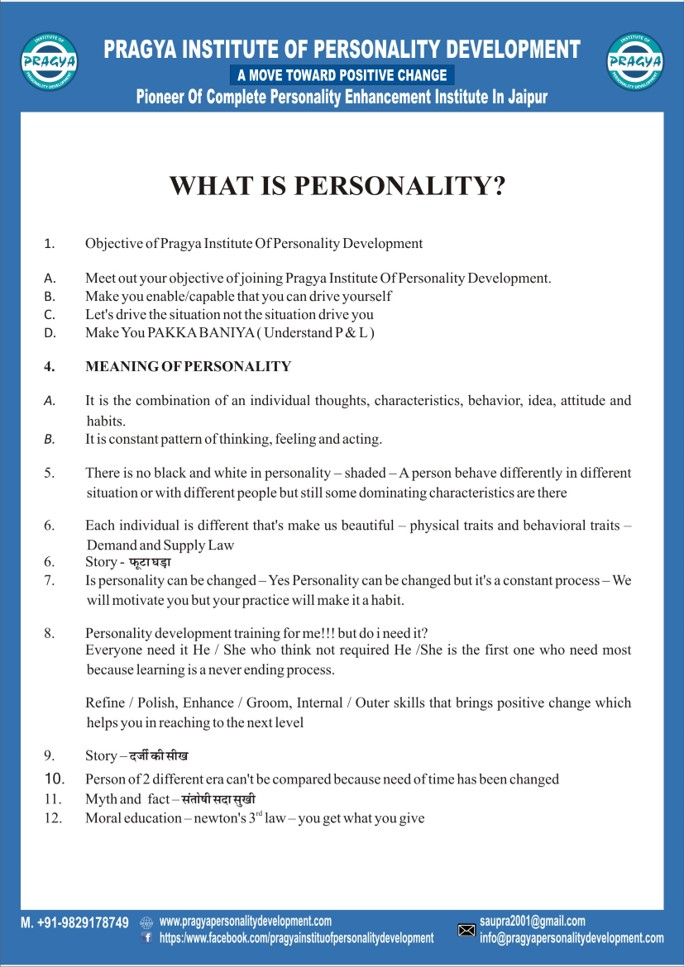 INSTITUTE OF
PRAGYA
PERSONALITY DEVELOPMENT
PRAGYA INSTITUTE OF PERSONALITY DEVELOPMENT
A MOVE TOWARD POSITIVE CHANGE
Pioneer Of Complete Personality Enhancement Institute In Jaipur
INSTITUTE OF
PRAGYA
PERSONALITY DEVELOPMENT
WHAT IS PERSONALITY?
1. Objective of Pragya Institute Of Personality Development
A. Meet out your objective of joining Pragya Institute Of Personality Development.
B. Make you enable/capable that you can drive yourself
C. Let's drive the situation not the situation drive you
D. Make You PAKKA BANIYA ( Understand P & L )
4. MEANING OF PERSONALITY
A. It is the combination of an individual thoughts, characteristics, behavior, idea, attitude and
habits.
B. It is constant pattern of thinking, feeling and acting.
5. There is no black and white in personality – shaded – A person behave differently in different
situation or with different people but still some dominating characteristics are there
6. Each individual is different that's make us beautiful – physical traits and behavioral traits –
Demand and Supply Law
6. Story - फूटा घड़ा
7. Is personality can be changed – Yes Personality can be changed but it's a constant process – We
will motivate you but your practice will make it a habit.
8. Personality development training for me!!! but do i need it?
Everyone need it He / She who think not required He /She is the first one who need most
because learning is a never ending process.
Refine / Polish, Enhance / Groom, Internal / Outer skills that brings positive change which
helps you in reaching to the next level
9. Story – दर्जी की सीख
10. Person of 2 different era can't be compared because need of time has been changed
11. Myth and fact – संतोषी सदा सुखी
12. Moral education – newton's 3rd law – you get what you give
M. +91-9829178749
www.pragyapersonalitydevelopment.com
https:/www.facebook.com/pragyainstituofpersonalitydevelopment
saupra2001@gmail.com
info@pragyapersonalitydevelopment.com